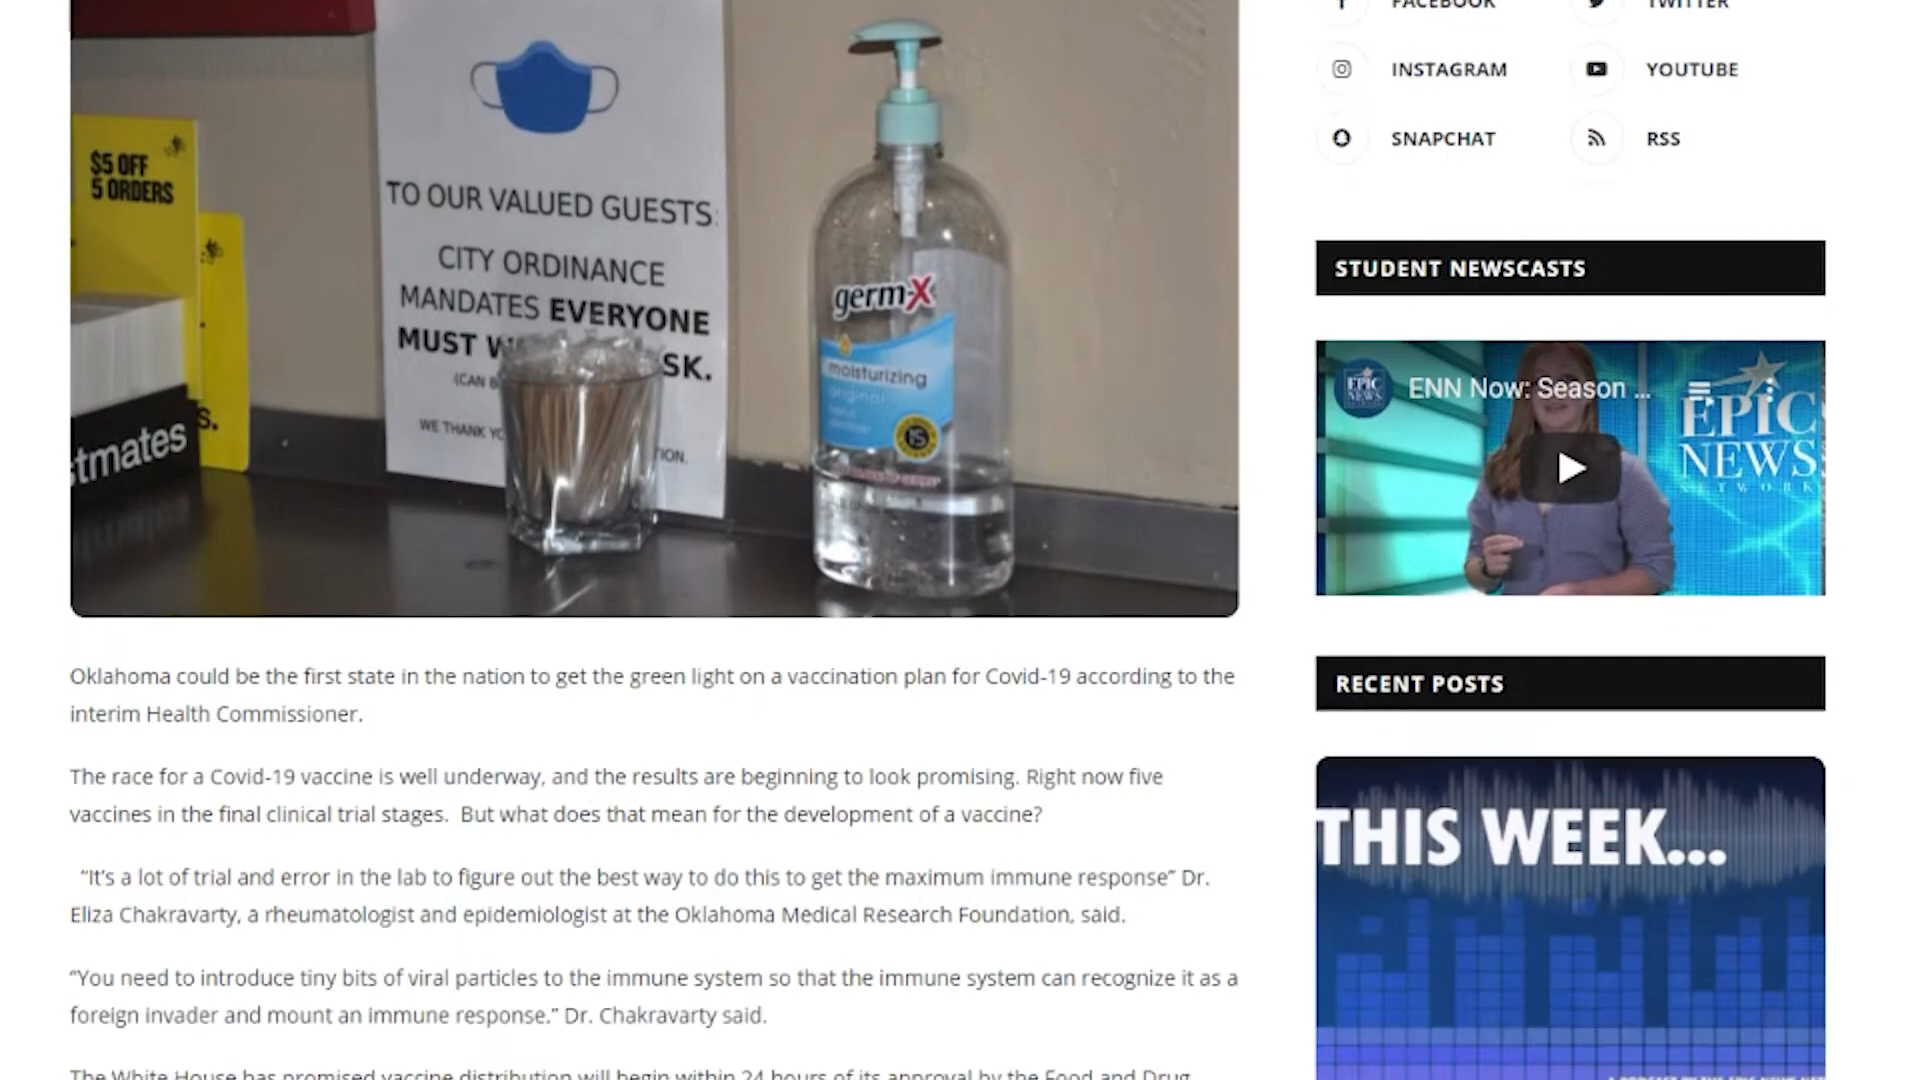 FACEBOOK
TWITTER
INSTAGRAM
YOUTUBE
SNAPCHAT
RSS
$5 OFF
5 ORDERS
S.
stmates
TO OUR VALUED GUESTS:
CITY ORDINANCE
MANDATES EVERYONE
MUST W SK.
(CAN B
WE THANK YO ION.
germ-X
moisturizing
original
hand
15
STUDENT NEWSCASTS
EPIC
NEWS
ENN Now: Season ...
EPIC
NEWS
NETWORK
RECENT POSTS
THIS WEEK...
Oklahoma could be the first state in the nation to get the green light on a vaccination plan for Covid-19 according to the
interim Health Commissioner.
The race for a Covid-19 vaccine is well underway, and the results are beginning to look promising. Right now five
vaccines in the final clinical trial stages.  But what does that mean for the development of a vaccine?
“It’s a lot of trial and error in the lab to figure out the best way to do this to get the maximum immune response” Dr.
Eliza Chakravarty, a rheumatologist and epidemiologist at the Oklahoma Medical Research Foundation, said.
“You need to introduce tiny bits of viral particles to the immune system so that the immune system can recognize it as a
foreign invader and mount an immune response.” Dr. Chakravarty said.
The White House has promised vaccine distribution will begin within 24 hours of its approval by the Food and Drug